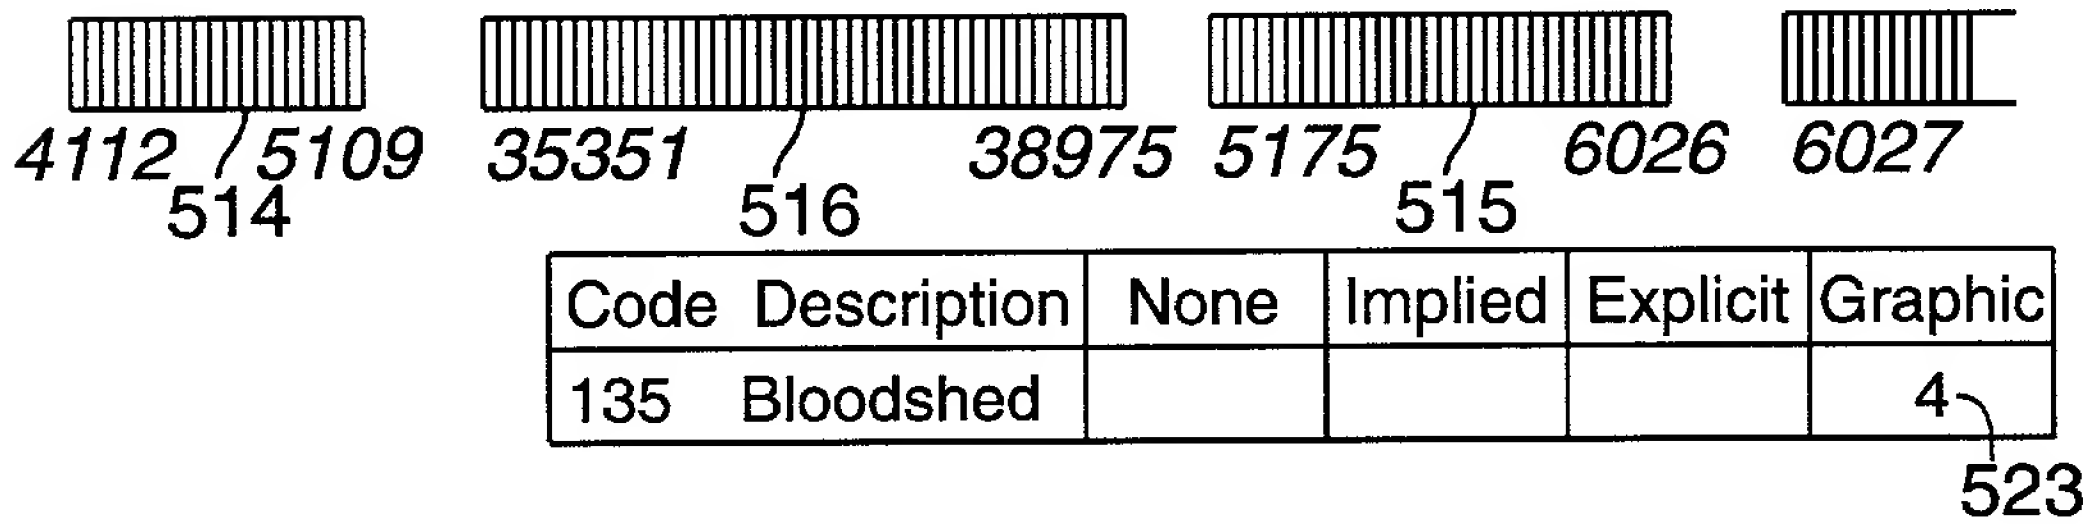 4112 5109 35351 38975 5175 6026 6027
514 516 515
Code Description None Implied Explicit Graphic
135 Bloodshed 4
523